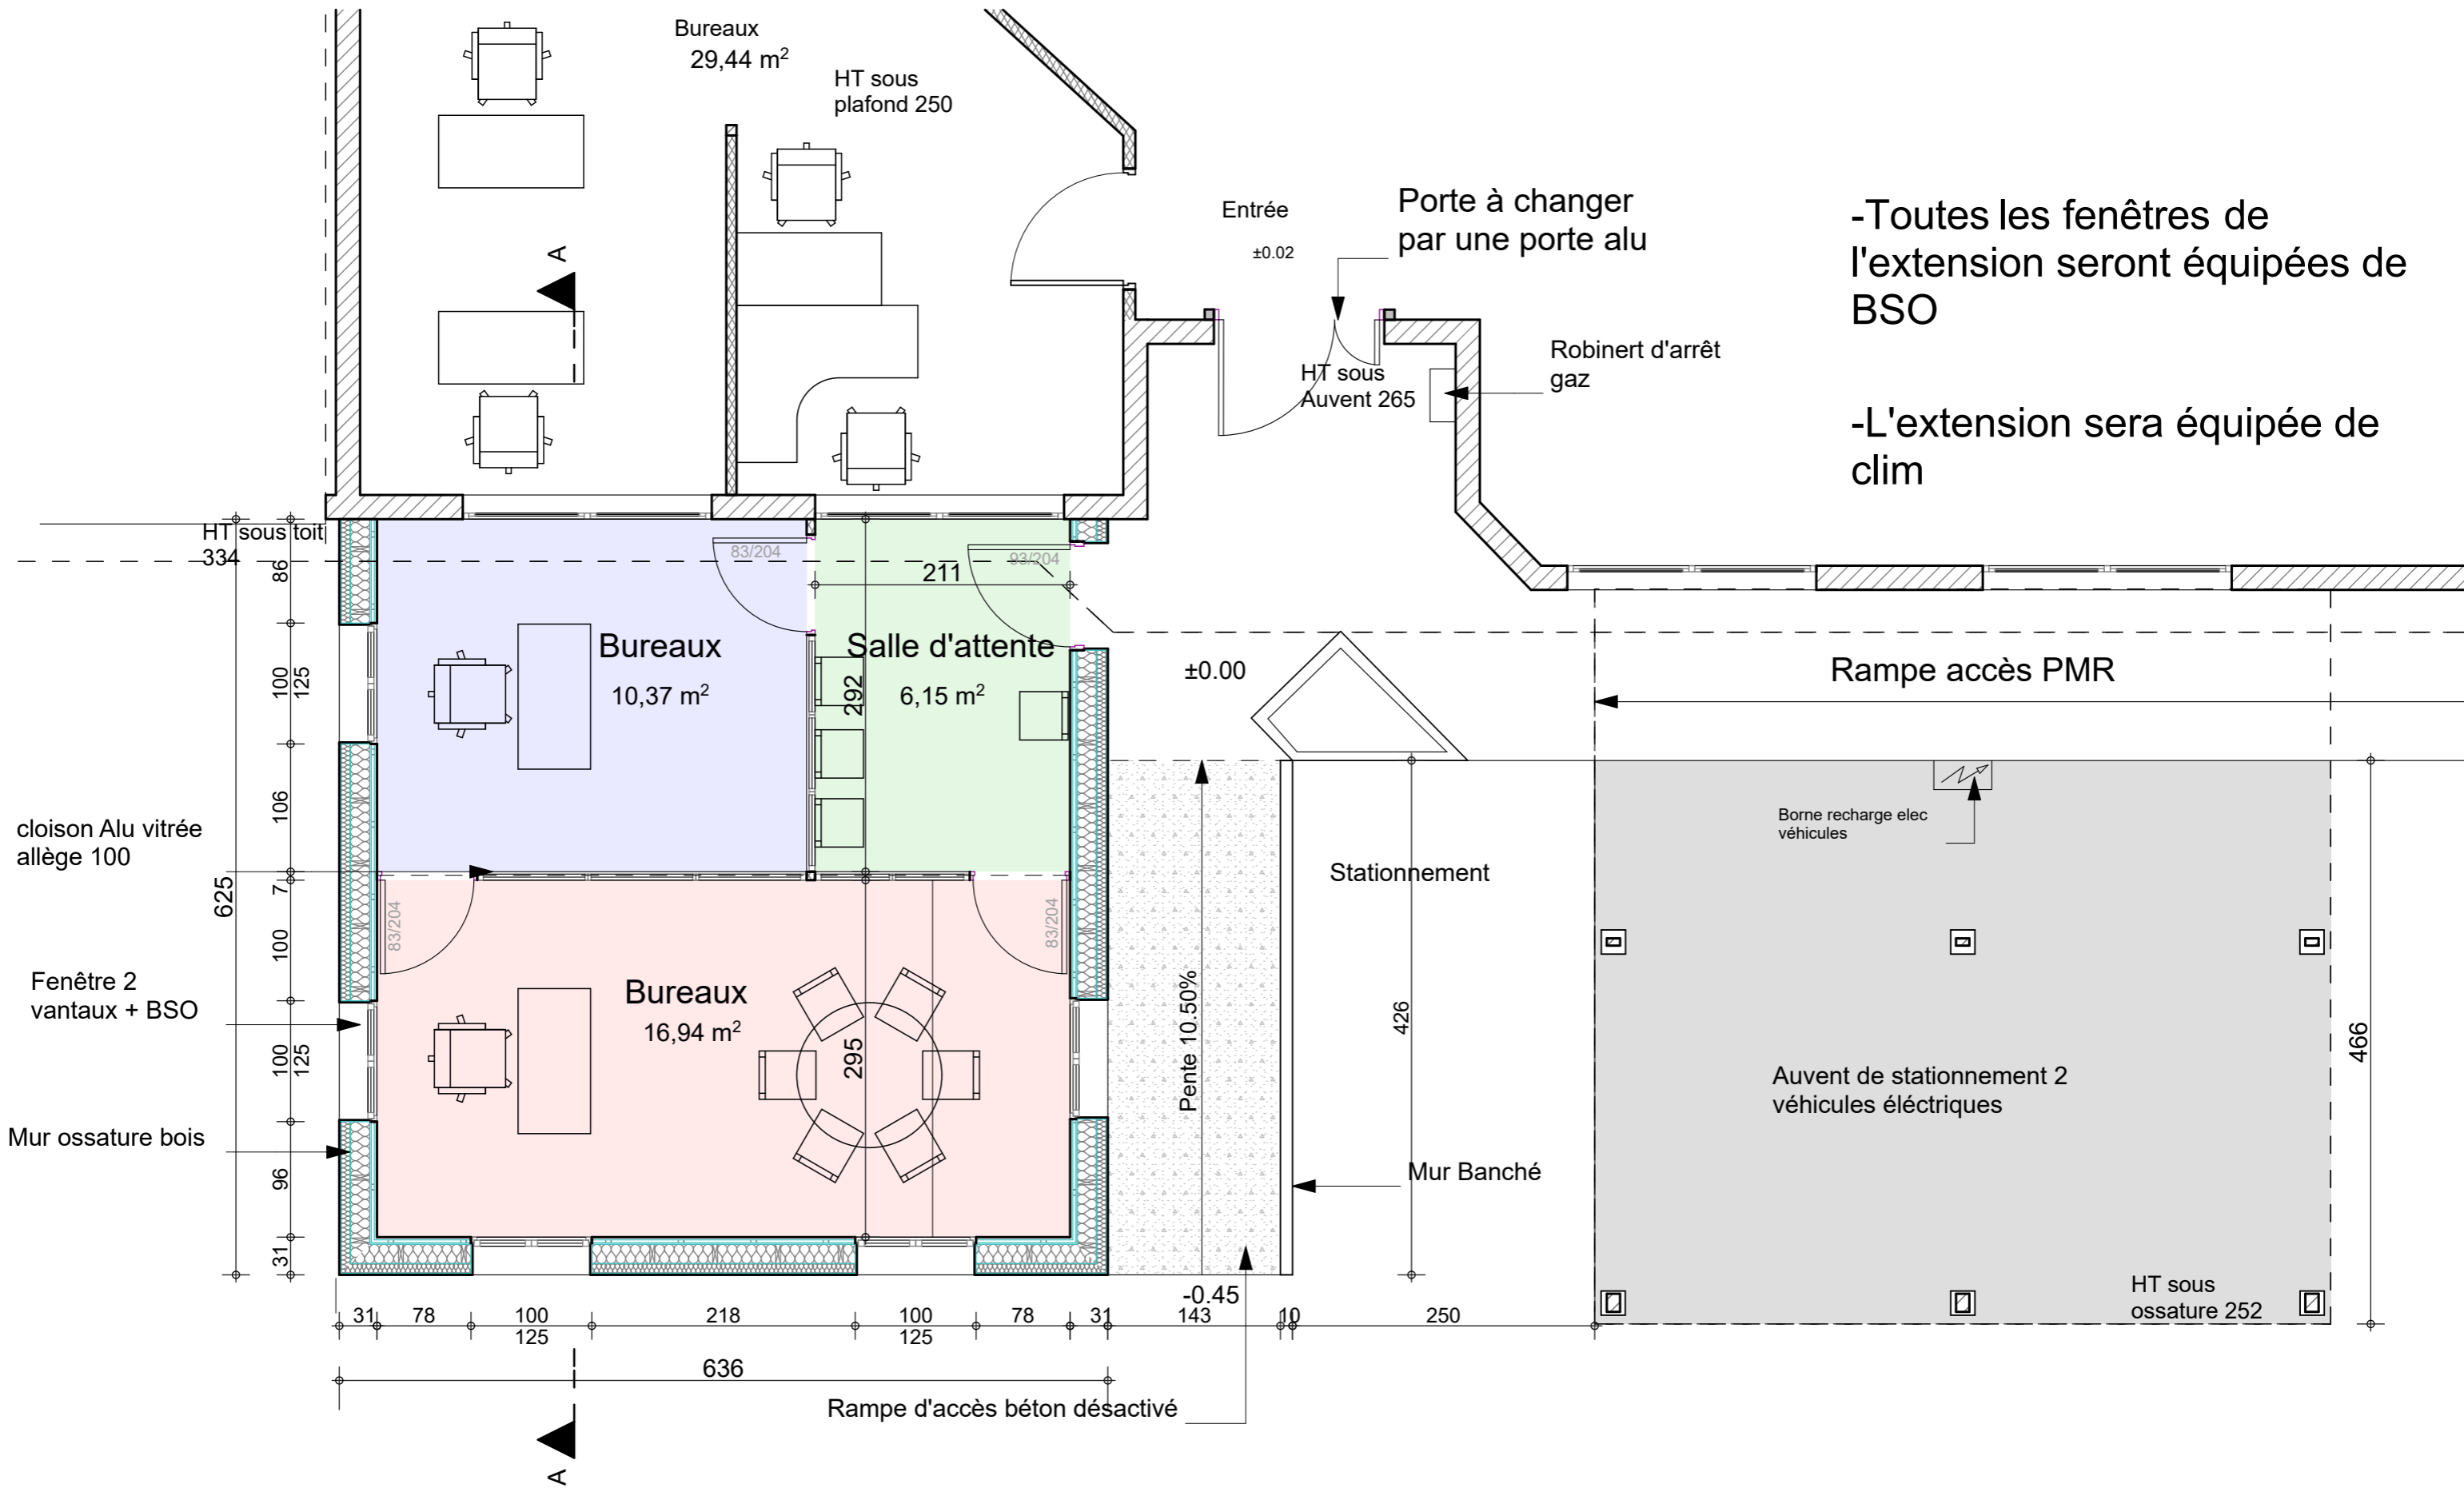 Bureaux
29,44 m²
HT sous
plafond 250
A
Entrée
±0.02
Porte à changer
par une porte alu
-Toutes les fenêtres de
l'extension seront équipées de
BSO
HT sous
Auvent 265
Robinert d'arrêt
gaz
-L'extension sera équipée de
clim
HT sous toit
334
86
83/204
93/204
211
Bureaux
10,37 m²
Salle d'attente
6,15 m²
292
±0.00
Rampe accès PMR
100
125
106
cloison Alu vitrée
allège 100
625
7
Borne recharge elec
véhicules
Stationnement
83/204
83/204
100
Fenêtre 2
vantaux + BSO
Bureaux
16,94 m²
295
Pente 10.50%
426
466
100
125
Auvent de stationnement 2
véhicules éléctriques
Mur ossature bois
96
Mur Banché
31
-0.45
HT sous
ossature 252
31
78
100
125
218
100
125
78
31
143
10
250
636
Rampe d'accès béton désactivé
A